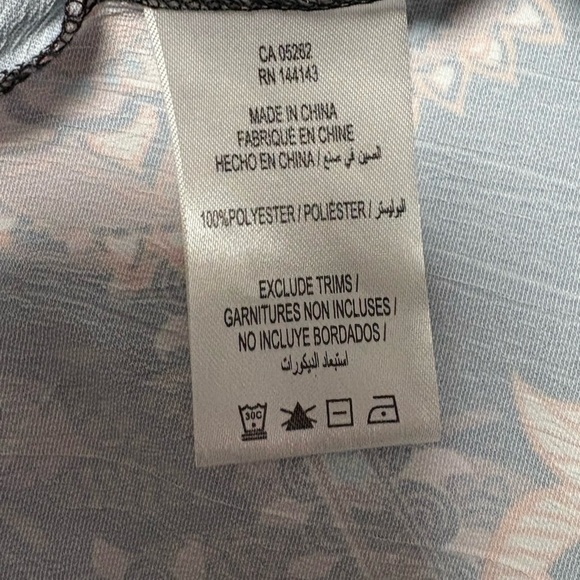 CA 05262
RN 144143
MADE IN CHINA
FABRIQUÉ EN CHINE
HECHO EN CHINA / الصين في صنع
100%POLYESTER / POLIÉSTER / البوليستر
EXCLUDE TRIMS /
GARNITURES NON INCLUSES /
NO INCLUYE BORDADOS /
استبعاد الديكورات
30C